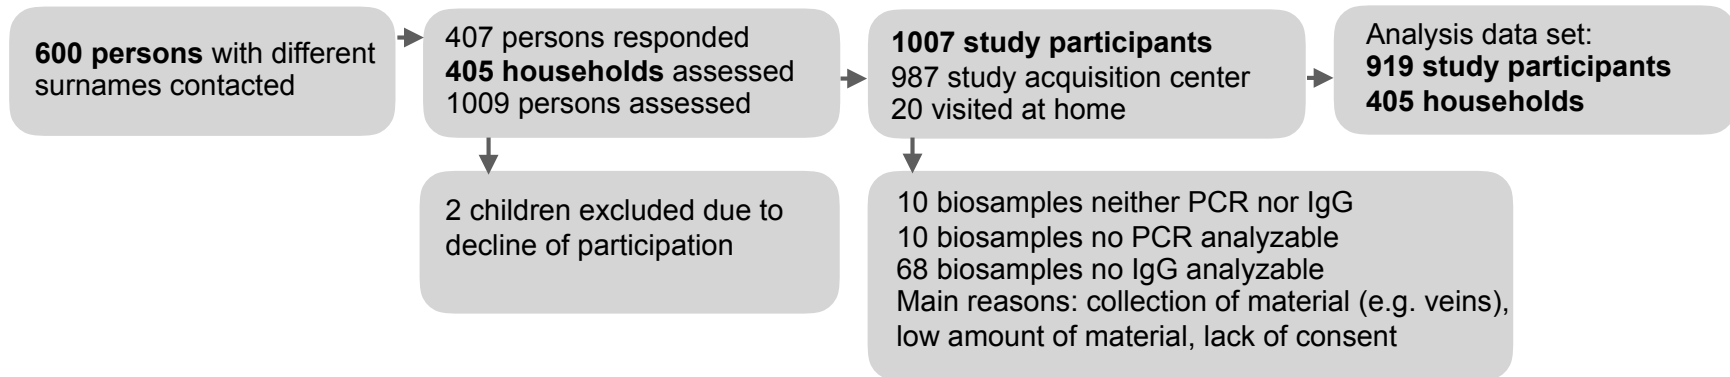 600 persons with different
surnames contacted
407 persons responded
405 households assessed
1009 persons assessed
1007 study participants
987 study acquisition center
20 visited at home
Analysis data set:
919 study participants
405 households
2 children excluded due to
decline of participation
10 biosamples neither PCR nor IgG
10 biosamples no PCR analyzable
68 biosamples no IgG analyzable
Main reasons: collection of material (e.g. veins),
low amount of material, lack of consent